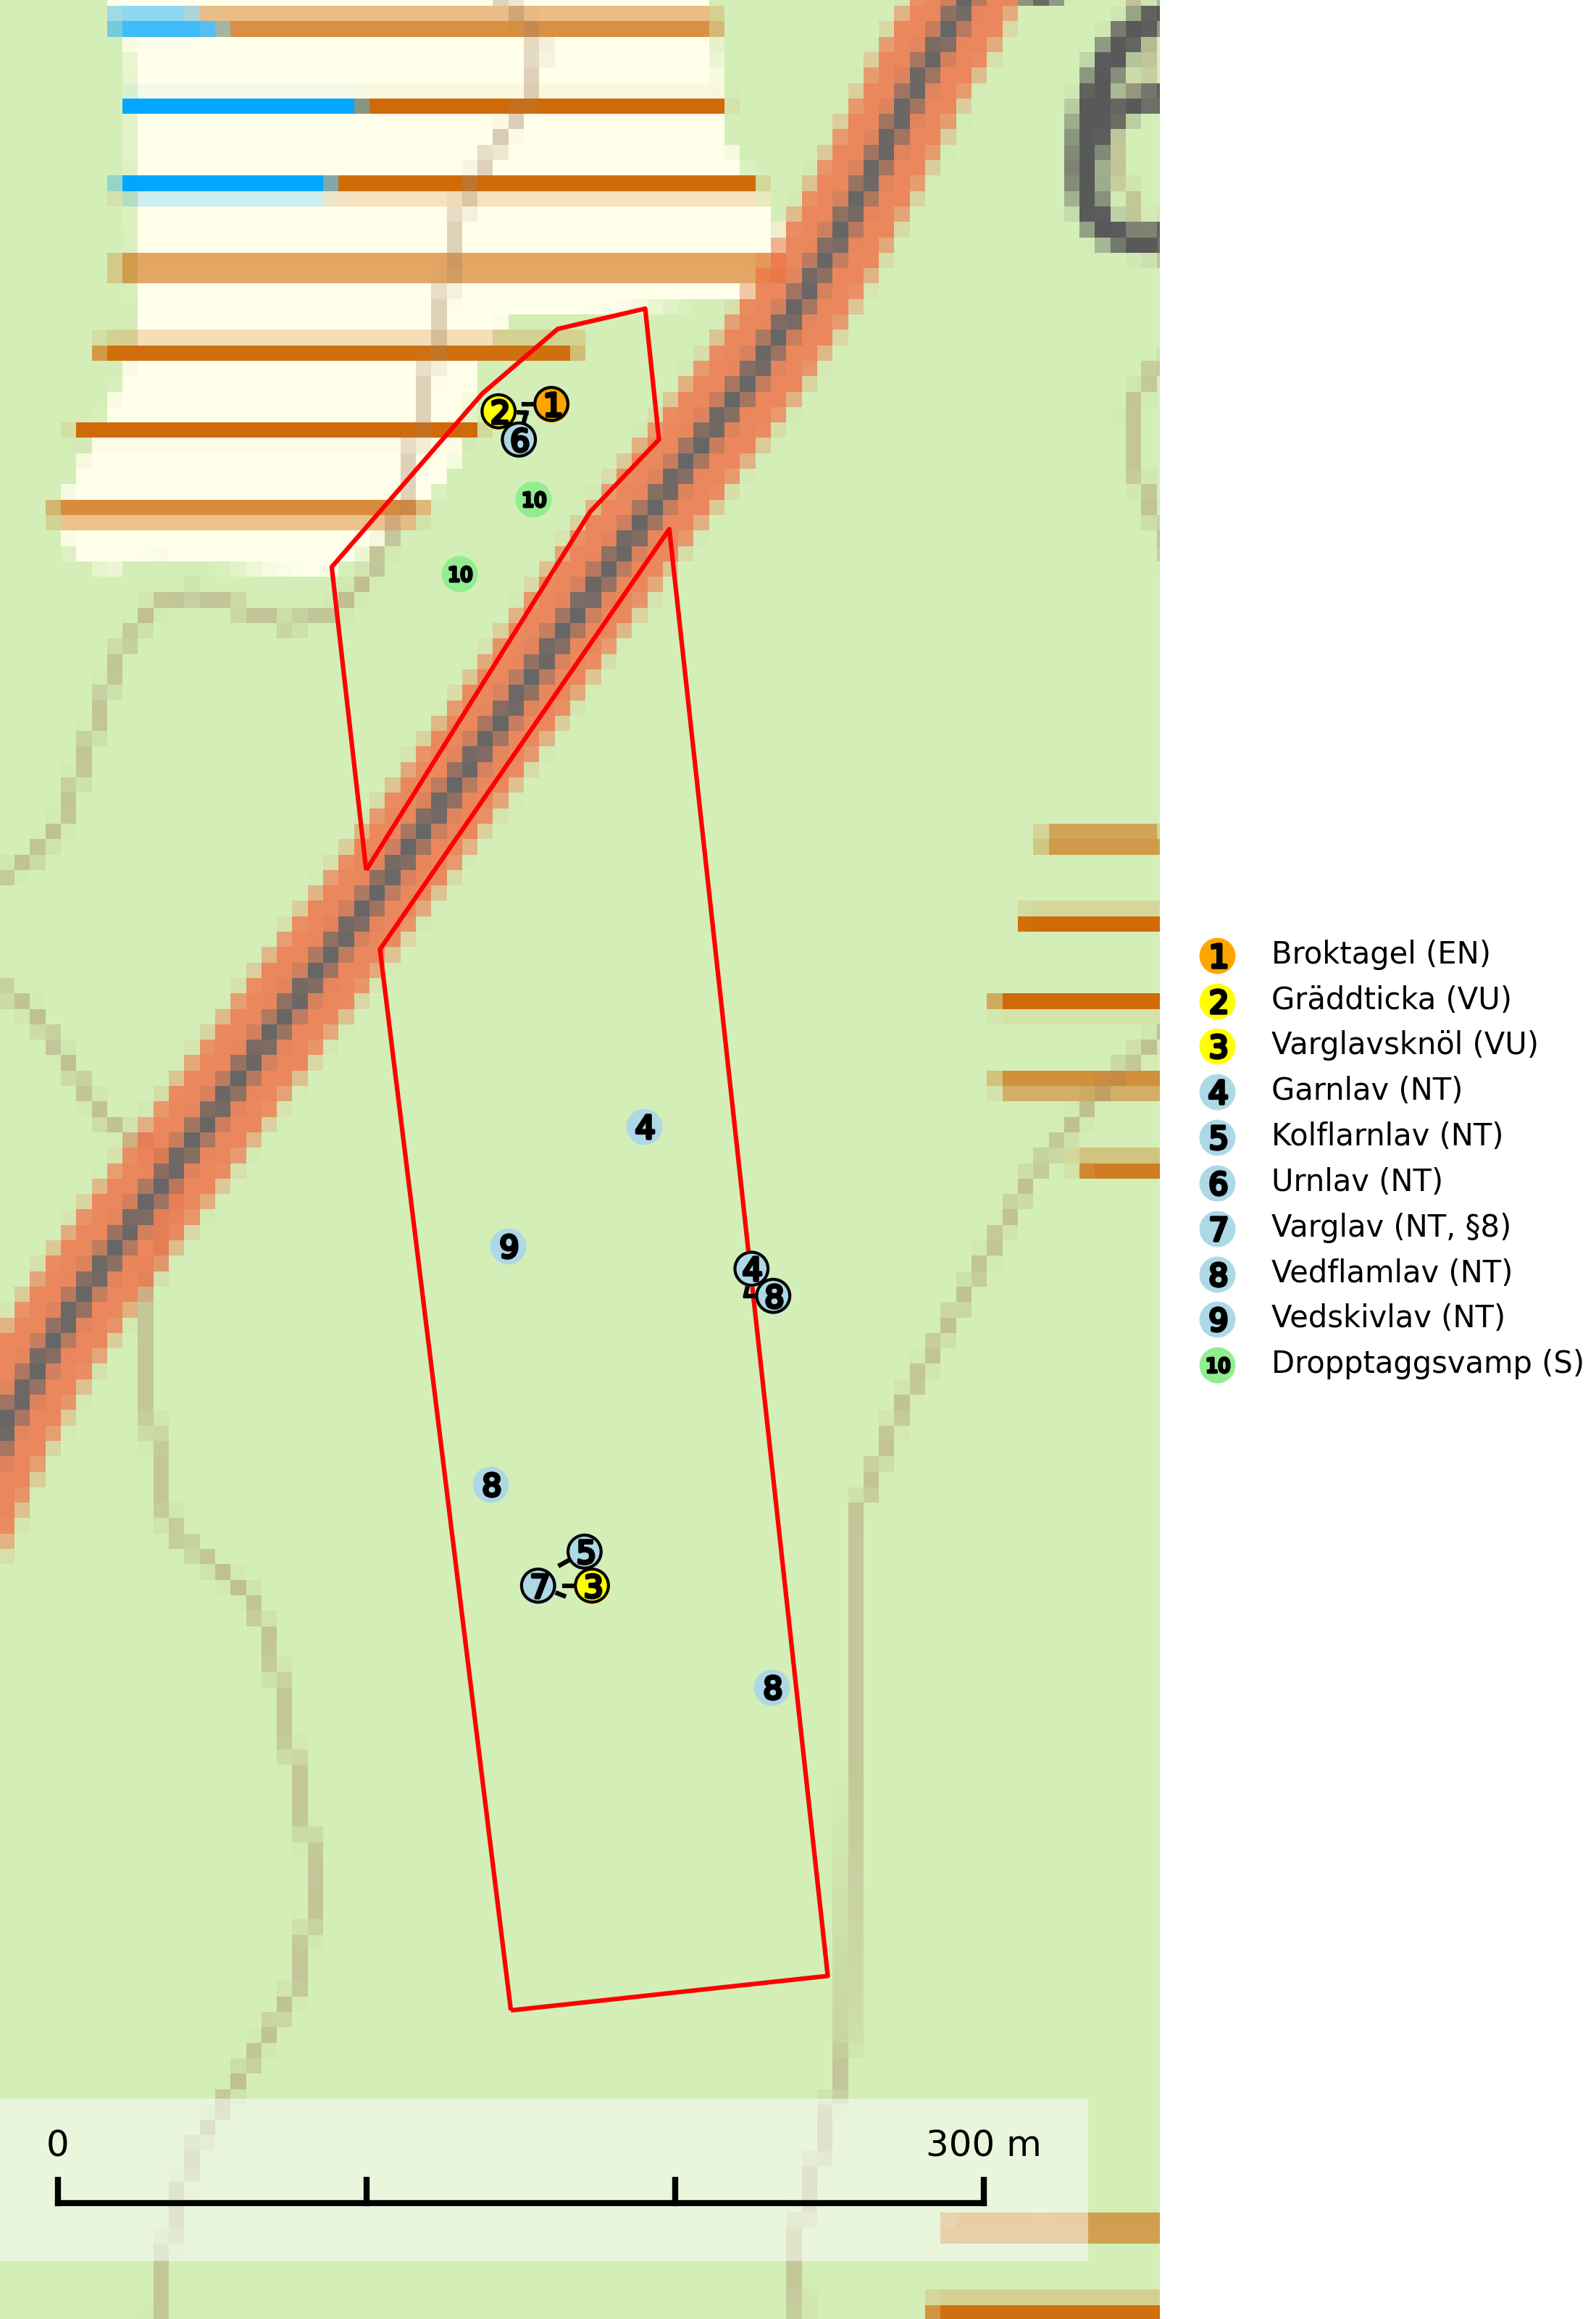 2 1
6
10
10
4
9
4
8
8
5
7 3
8
1 Broktagel (EN)
2 Gräddticka (VU)
3 Varglavsknöl (VU)
4 Garnlav (NT)
5 Kolflarnlav (NT)
6 Urnlav (NT)
7 Varglav (NT, §8)
8 Vedflamlav (NT)
9 Vedskivlav (NT)
10 Dropptaggsvamp (S)
0 300 m